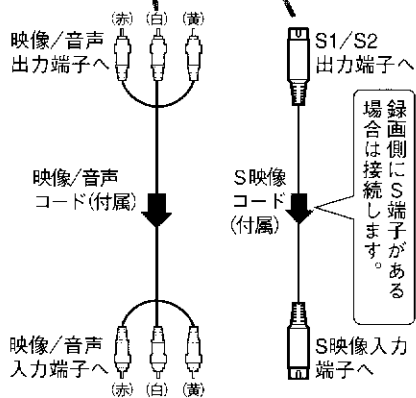 (赤) (白) (黄)
映像/音声
出力端子へ
S1/S2
出力端子へ
録画側にS端子がある
場合は接続します。
映像/音声
コード(付属)
S映像
コード
(付属)
映像/音声
入力端子へ
(赤) (白) (黄)
S映像入力
端子へ